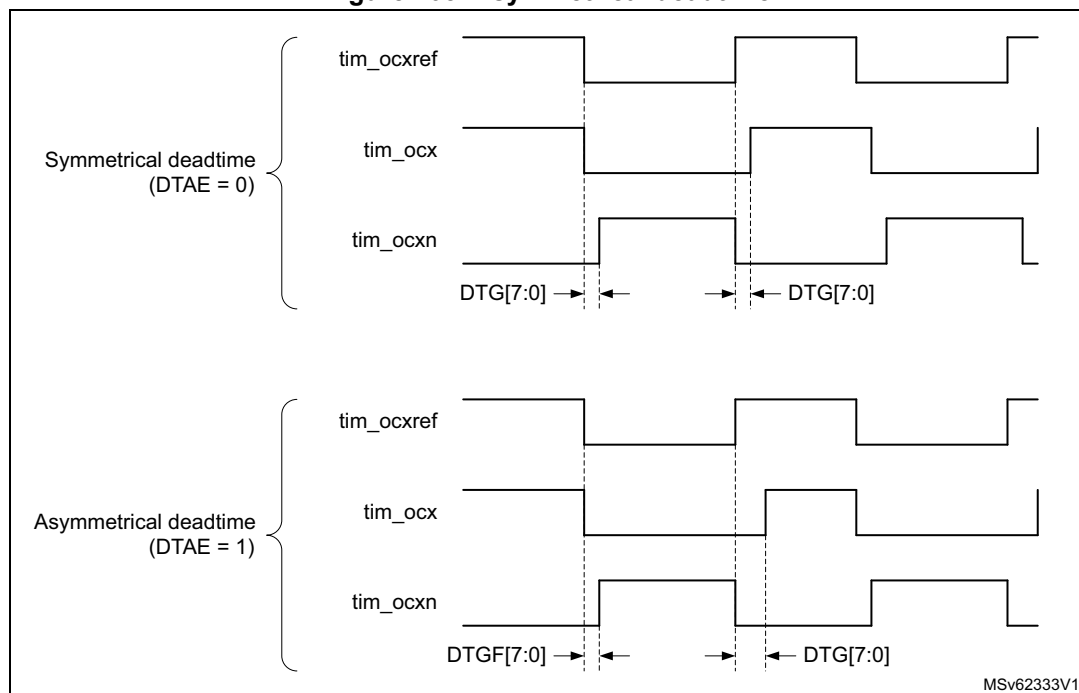 tim_ocxref
tim_ocx
Symmetrical deadtime
(DTAE = 0)
tim_ocxn
DTG[7:0]
DTG[7:0]
tim_ocxref
tim_ocx
Asymmetrical deadtime
(DTAE = 1)
tim_ocxn
DTGF[7:0]
DTG[7:0]
MSv62333V1